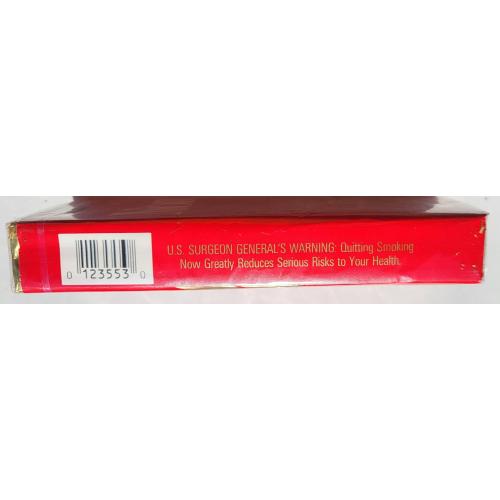 U.S. SURGEON GENERAL'S WARNING: Quitting Smoking
Now Greatly Reduces Serious Risks to Your Health.
0 123553 0